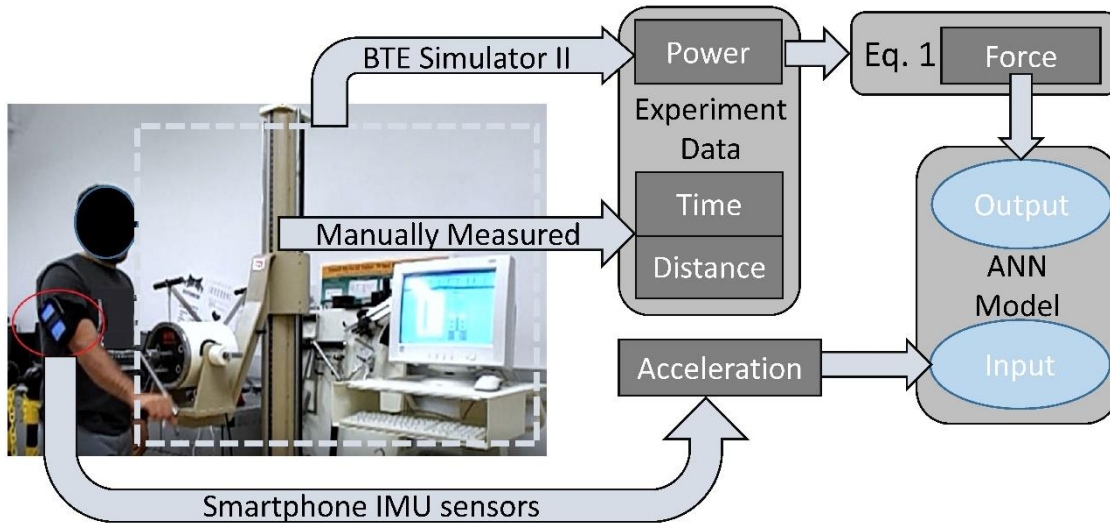 BTE Simulator II
Power
Experiment
Data
Time
Distance
Manually Measured
Eq. 1
Force
Output
ANN
Model
Input
Acceleration
Smartphone IMU sensors